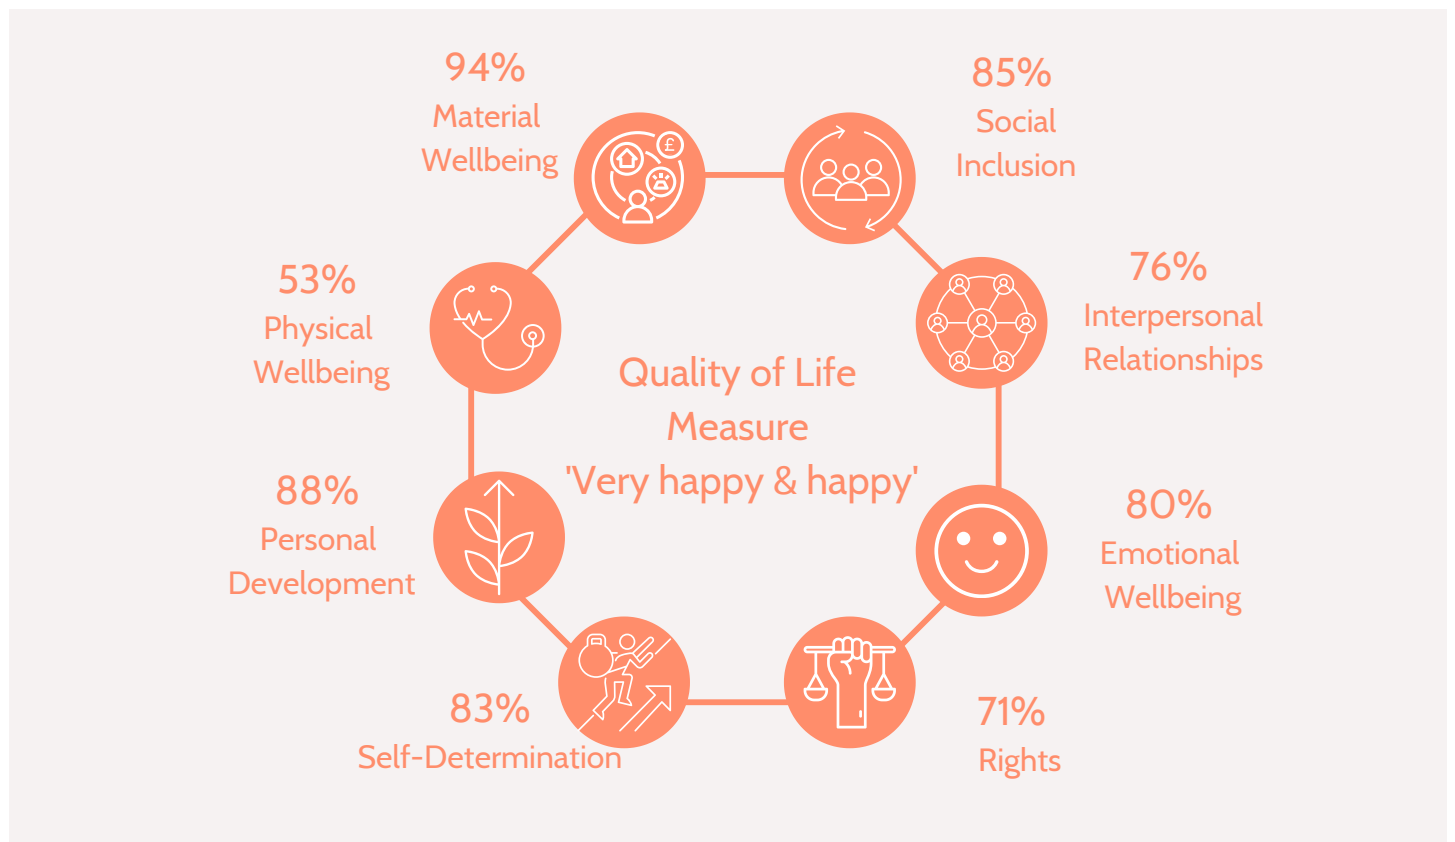 94%
Material
Wellbeing
£
85%
Social
Inclusion
53%
Physical
Wellbeing
76%
Interpersonal
Relationships
Quality of Life
Measure
'Very happy & happy'
88%
Personal
Development
80%
Emotional
Wellbeing
83%
Self-Determination
71%
Rights